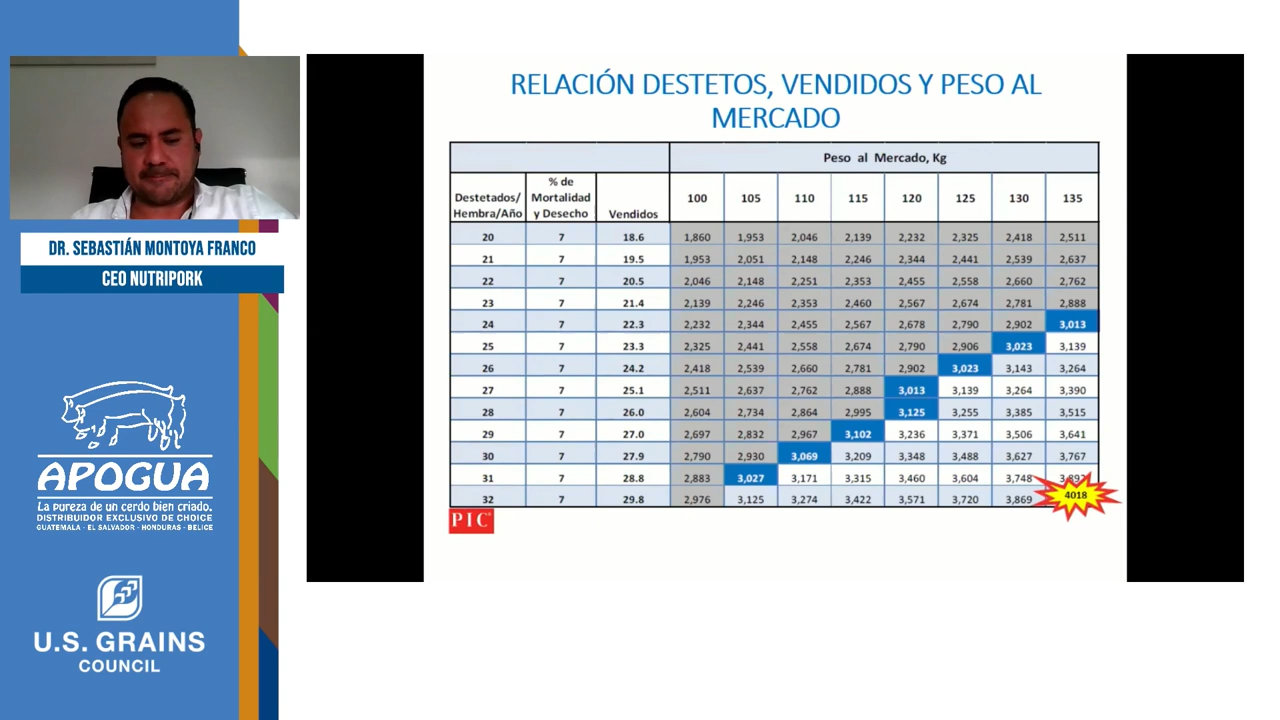 DR. SEBASTIÁN MONTOYA FRANCO
CEO NUTRIPORK
APOGUA
La pureza de un cerdo bien criado.
DISTRIBUIDOR EXCLUSIVO DE CHOICE
GUATEMALA - EL SALVADOR - HONDURAS - BELICE
U.S. GRAINS
COUNCIL
RELACIÓN DESTETOS, VENDIDOS Y PESO AL
MERCADO
Peso al Mercado, Kg
Destetados/ Hembra/Año % de Mortalidad y Desecho Vendidos 100 105 110 115 120 125 130 135
20 7 18.6 1,860 1,953 2,046 2,139 2,232 2,325 2,418 2,511
21 7 19.5 1,953 2,051 2,148 2,246 2,344 2,441 2,539 2,637
22 7 20.5 2,046 2,148 2,251 2,353 2,455 2,558 2,660 2,762
23 7 21.4 2,139 2,246 2,353 2,460 2,567 2,674 2,781 2,888
24 7 22.3 2,232 2,344 2,455 2,567 2,678 2,790 2,902 3,013
25 7 23.3 2,325 2,441 2,558 2,674 2,790 2,906 3,023 3,139
26 7 24.2 2,418 2,539 2,660 2,781 2,902 3,023 3,143 3,264
27 7 25.1 2,511 2,637 2,762 2,888 3,013 3,139 3,264 3,390
28 7 26.0 2,604 2,734 2,864 2,995 3,125 3,255 3,385 3,515
29 7 27.0 2,697 2,832 2,967 3,102 3,236 3,371 3,506 3,641
30 7 27.9 2,790 2,930 3,069 3,209 3,348 3,488 3,627 3,767
31 7 28.8 2,883 3,027 3,171 3,315 3,460 3,604 3,748
32 7 29.8 2,976 3,125 3,274 3,422 3,571 3,720 3,869 4018
PIC